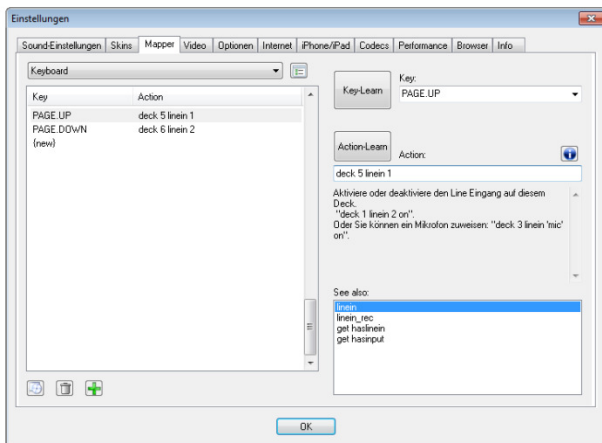 Einstellungen
Sound-Einstellungen Skins Mapper Video Optionen Internet iPhone/iPad Codecs Performance Browser Info
Keyboard
Key Action
PAGE.UP deck 5 linein 1
PAGE.DOWN deck 6 linein 2
(new)
Key-Learn
Key:
PAGE.UP
Action-Learn
Action:
deck 5 linein 1
Aktiviere oder deaktiviere den Line Eingang auf diesem
Deck.
"deck 1 linein 2 on".
Oder Sie können ein Mikrofon zuweisen: "deck 3 linein 'mic'
on".
See also:
linein
linein_rec
get haslinein
get hasinput
OK